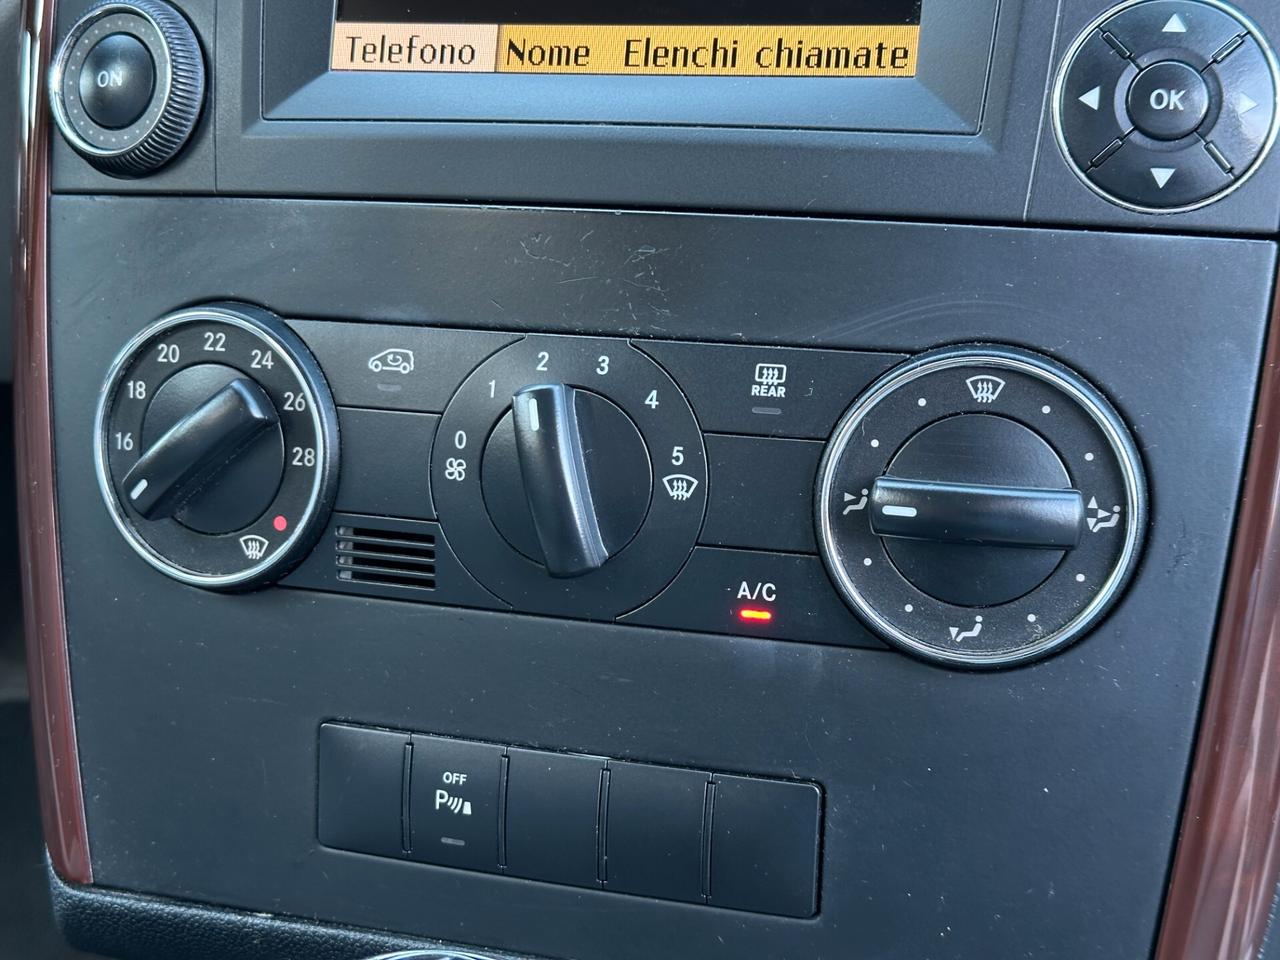 ON
Telefono Nome Elenchi chiamate
OK
16 18 20 22 24 26 28
0 1 2 3 4 5
REAR
A/C
OFF
P